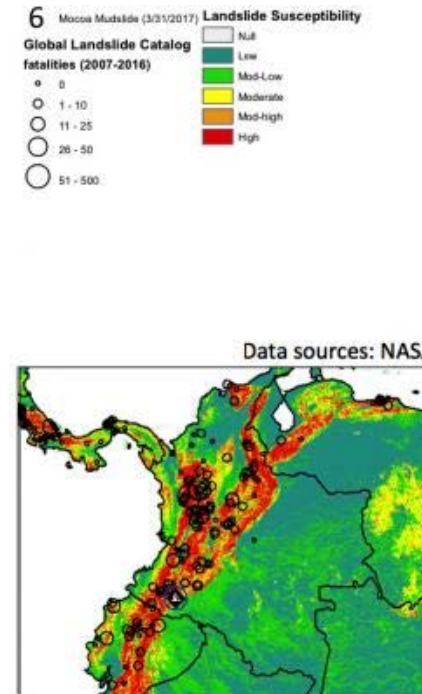 6 Mocoa Mudslide (3/31/2017)
Global Landslide Catalog
fatalities (2007-2016)
0
1 - 10
11 - 25
26 - 50
51 - 500
Landslide Susceptibility
Null
Low
Mod-Low
Moderate
Mod-high
High
Data sources: NAS